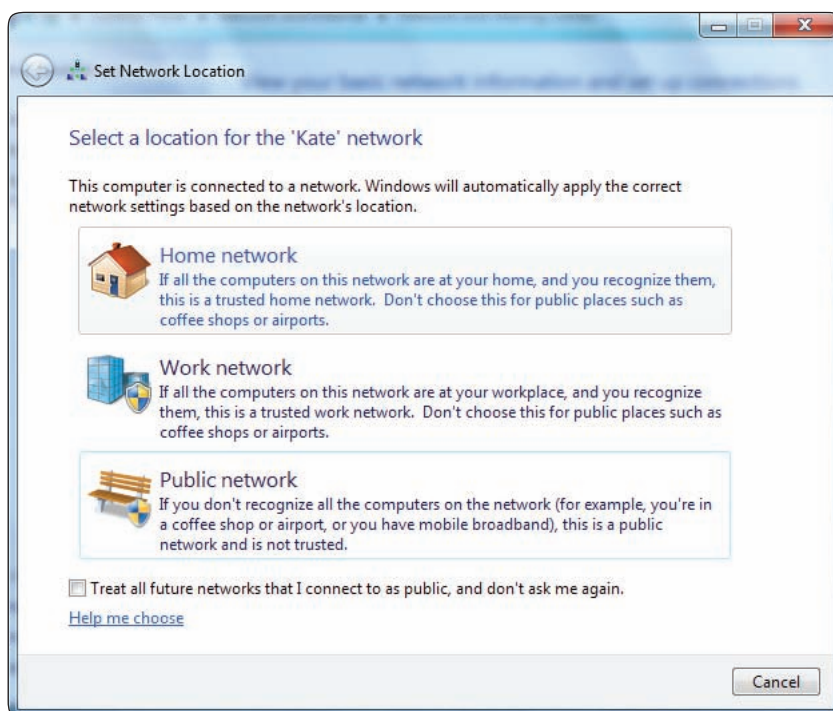 Set Network Location
Select a location for the 'Kate' network
This computer is connected to a network. Windows will automatically apply the correct
network settings based on the network's location.
Home network
If all the computers on this network are at your home, and you recognize them,
this is a trusted home network.  Don't choose this for public places such as
coffee shops or airports.
Work network
If all the computers on this network are at your workplace, and you recognize
them, this is a trusted work network.  Don't choose this for public places such as
coffee shops or airports.
Public network
If you don't recognize all the computers on the network (for example, you're in
a coffee shop or airport, or you have mobile broadband), this is a public
network and is not trusted.
Treat all future networks that I connect to as public, and don't ask me again.
Help me choose
Cancel